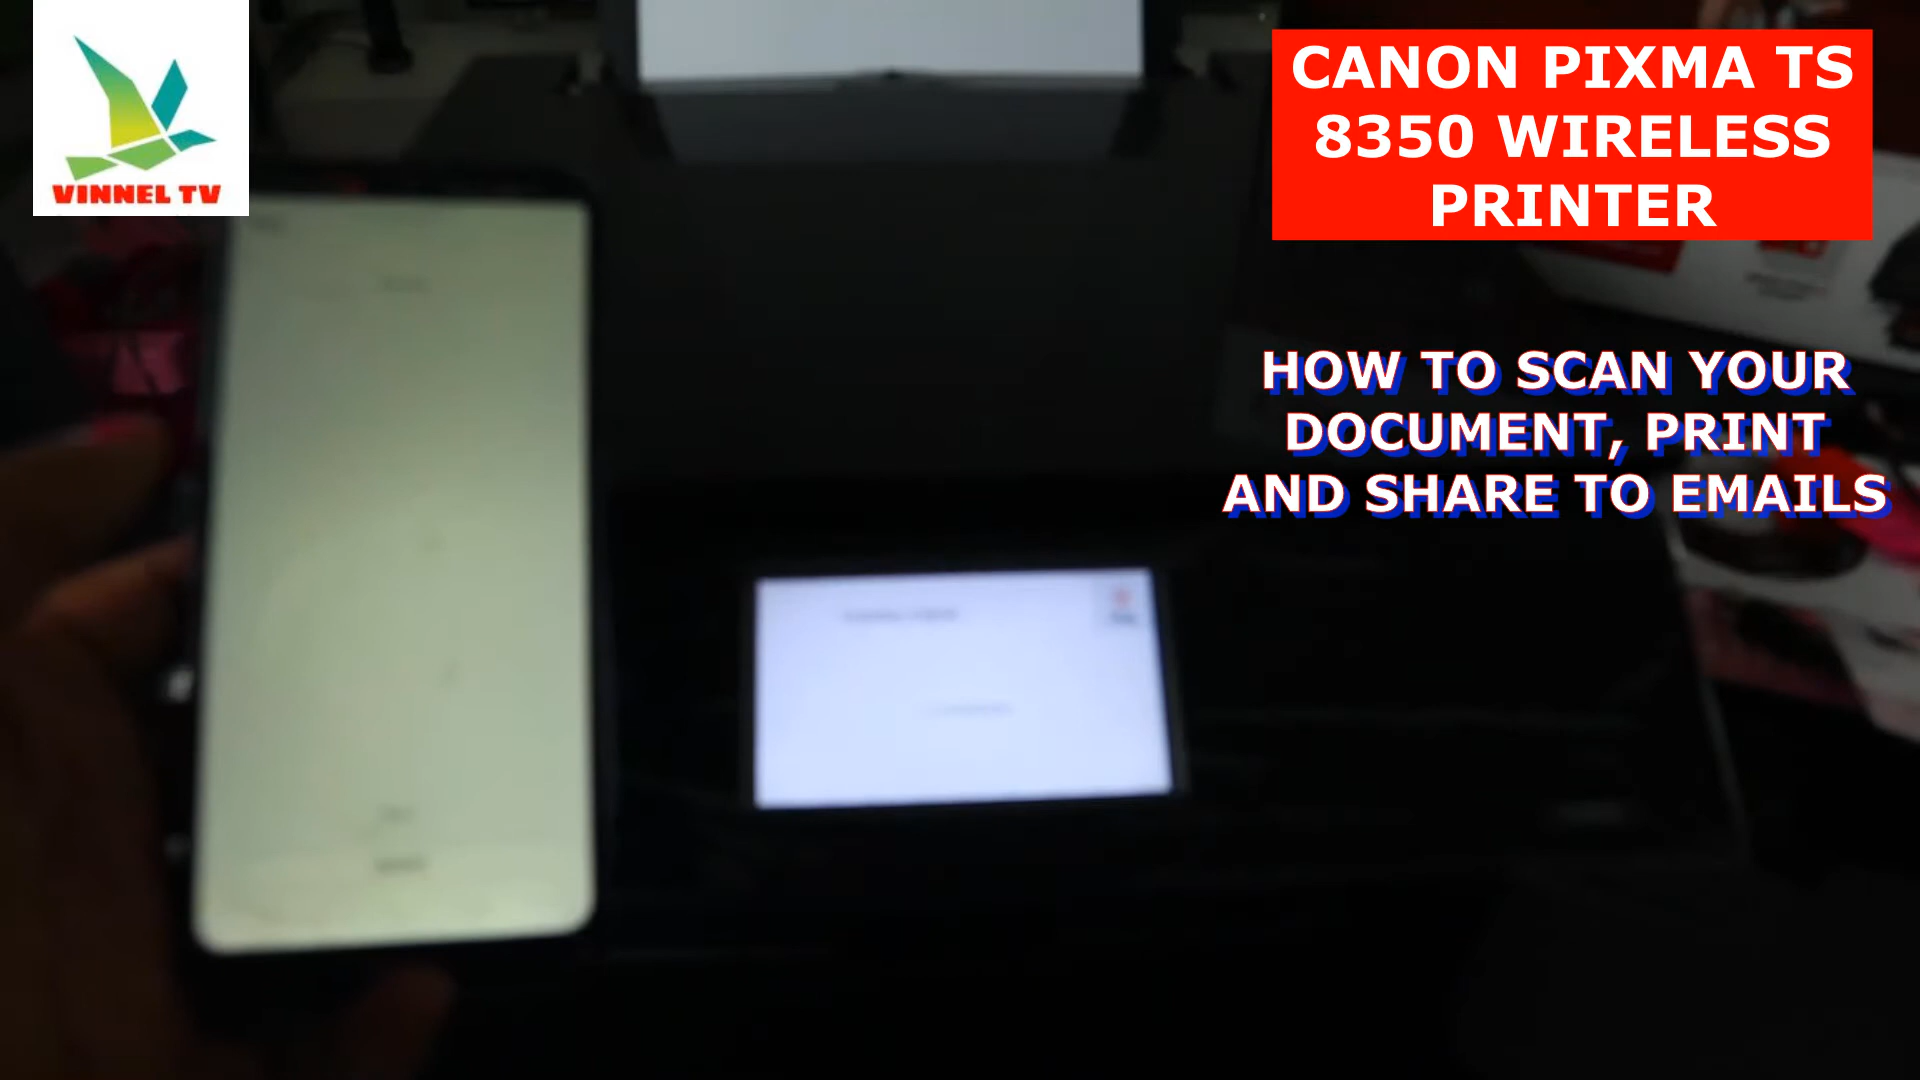 VINNEL TV
CANON PIXMA TS
8350 WIRELESS
PRINTER
HOW TO SCAN YOUR
DOCUMENT, PRINT
AND SHARE TO EMAILS